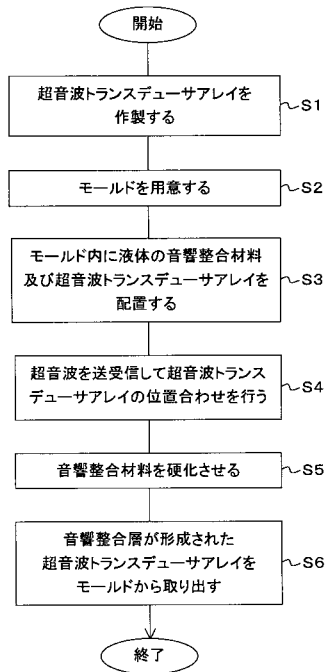 開始
超音波トランスデューサアレイを
作製する
S1
モールドを用意する
S2
モールド内に液体の音響整合材料
及び超音波トランスデューサアレイを
配置する
S3
超音波を送受信して超音波トランス
デューサアレイの位置合わせを行う
S4
音響整合材料を硬化させる
S5
音響整合層が形成された
超音波トランスデューサアレイを
モールドから取り出す
S6
終了